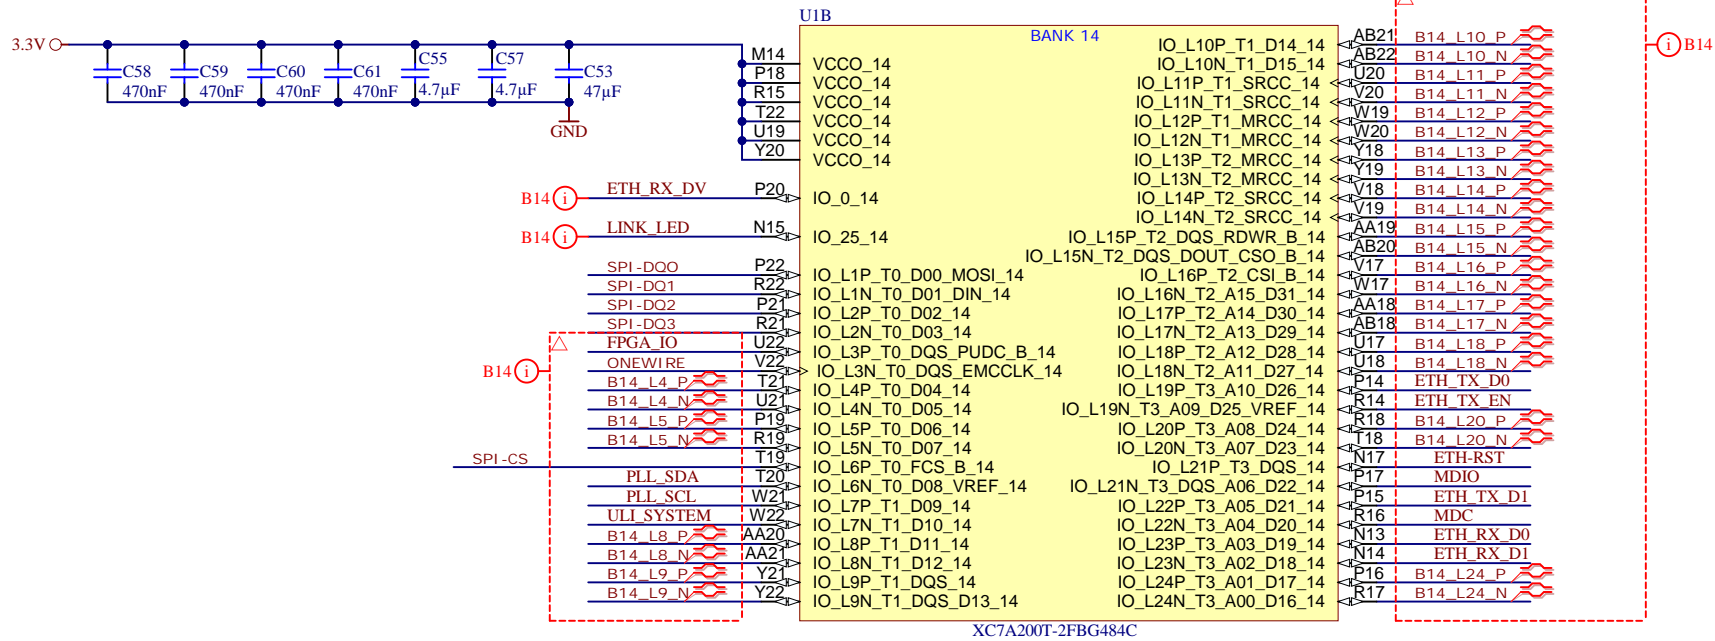 U1B
BANK 14
3.3V
C58
470nF
C59
470nF
C60
470nF
C61
470nF
C55
4.7µF
C57
4.7µF
C53
47µF
GND
M14 VCCO_14
P18 VCCO_14
R15 VCCO_14
T22 VCCO_14
U19 VCCO_14
Y20 VCCO_14
B14 i ETH_RX_DV P20 IO_0_14
B14 i LINK_LED N15 IO_25_14
SPI-DQ0 P22 IO_L1P_T0_D00_MOSI_14
SPI-DQ1 R22 IO_L1N_T0_D01_DIN_14
SPI-DQ2 P21 IO_L2P_T0_D02_14
SPI-DQ3 R21 IO_L2N_T0_D03_14
FPGA_IO U22 IO_L3P_T0_DQS_PUDC_B_14
B14 i
ONEWIRE V22 IO_L3N_T0_DQS_EMCCLK_14
B14_L4_P T21 IO_L4P_T0_D04_14
B14_L4_N U21 IO_L4N_T0_D05_14
B14_L5_P P19 IO_L5P_T0_D06_14
B14_L5_N R19 IO_L5N_T0_D07_14
SPI-CS T19 IO_L6P_T0_FCS_B_14
PLL_SDA T20 IO_L6N_T0_D08_VREF_14
PLL_SCL W21 IO_L7P_T1_D09_14
ULI_SYSTEM W22 IO_L7N_T1_D10_14
B14_L8_P AA20 IO_L8P_T1_D11_14
B14_L8_N AA21 IO_L8N_T1_D12_14
B14_L9_P Y21 IO_L9P_T1_DQS_14
B14_L9_N Y22 IO_L9N_T1_DQS_D13_14
IO_L10P_T1_D14_14 AB21 B14_L10_P
i B14
IO_L10N_T1_D15_14 AB22 B14_L10_N
IO_L11P_T1_SRCC_14 U20 B14_L11_P
IO_L11N_T1_SRCC_14 V20 B14_L11_N
IO_L12P_T1_MRCC_14 W19 B14_L12_P
IO_L12N_T1_MRCC_14 W20 B14_L12_N
IO_L13P_T2_MRCC_14 Y18 B14_L13_P
IO_L13N_T2_MRCC_14 Y19 B14_L13_N
IO_L14P_T2_SRCC_14 V18 B14_L14_P
IO_L14N_T2_SRCC_14 V19 B14_L14_N
IO_L15P_T2_DQS_RDWR_B_14 AA19 B14_L15_P
IO_L15N_T2_DQS_DOUT_CSO_B_14 AB20 B14_L15_N
IO_L16P_T2_CSI_B_14 V17 B14_L16_P
IO_L16N_T2_A15_D31_14 W17 B14_L16_N
IO_L17P_T2_A14_D30_14 AA18 B14_L17_P
IO_L17N_T2_A13_D29_14 AB18 B14_L17_N
IO_L18P_T2_A12_D28_14 U17 B14_L18_P
IO_L18N_T2_A11_D27_14 U18 B14_L18_N
IO_L19P_T3_A10_D26_14 P14 ETH_TX_D0
IO_L19N_T3_A09_D25_VREF_14 R14 ETH_TX_EN
IO_L20P_T3_A08_D24_14 R18 B14_L20_P
IO_L20N_T3_A07_D23_14 T18 B14_L20_N
IO_L21P_T3_DQS_14 N17 ETH-RST
IO_L21N_T3_DQS_A06_D22_14 P17 MDIO
IO_L22P_T3_A05_D21_14 P15 ETH_TX_D1
IO_L22N_T3_A04_D20_14 R16 MDC
IO_L23P_T3_A03_D19_14 N13 ETH_RX_D0
IO_L23N_T3_A02_D18_14 N14 ETH_RX_D1
IO_L24P_T3_A01_D17_14 P16 B14_L24_P
IO_L24N_T3_A00_D16_14 R17 B14_L24_N
XC7A200T-2FBG484C